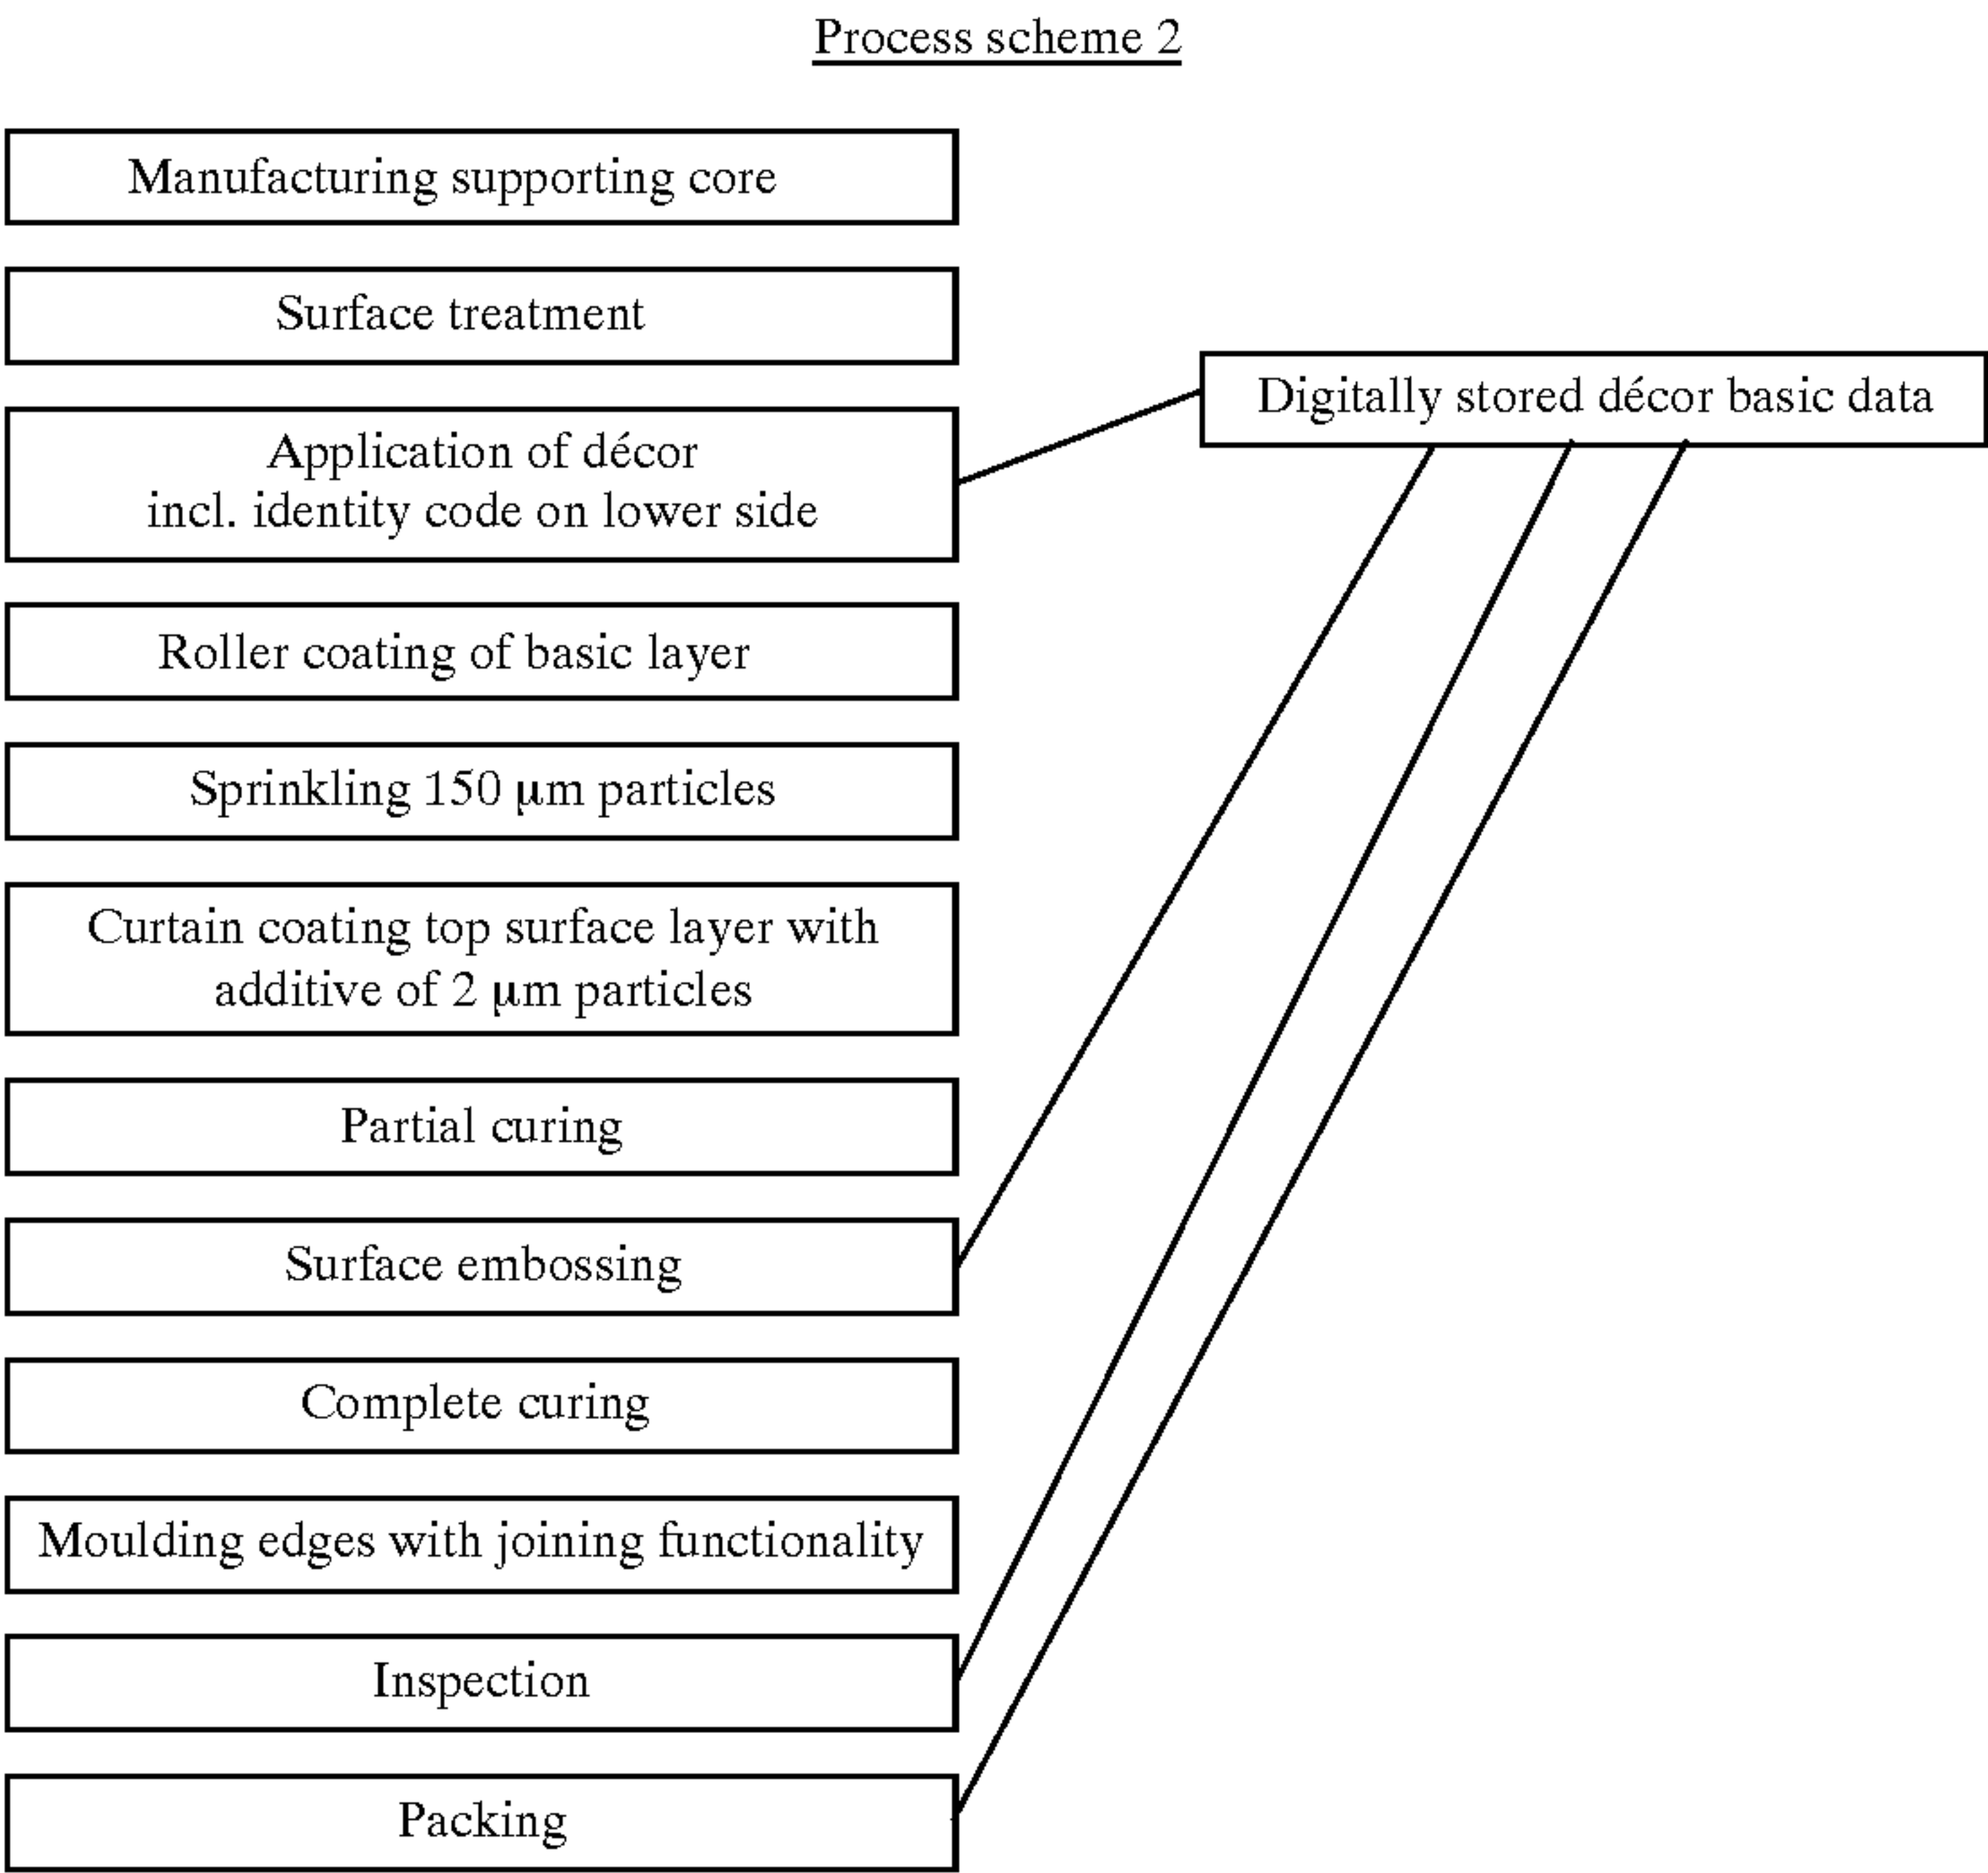 Process scheme 2
Manufacturing supporting core
Surface treatment
Digitally stored décor basic data
Application of décor
incl. identity code on lower side
Roller coating of basic layer
Sprinkling 150 µm particles
Curtain coating top surface layer with
additive of 2 µm particles
Partial curing
Surface embossing
Complete curing
Moulding edges with joining functionality
Inspection
Packing